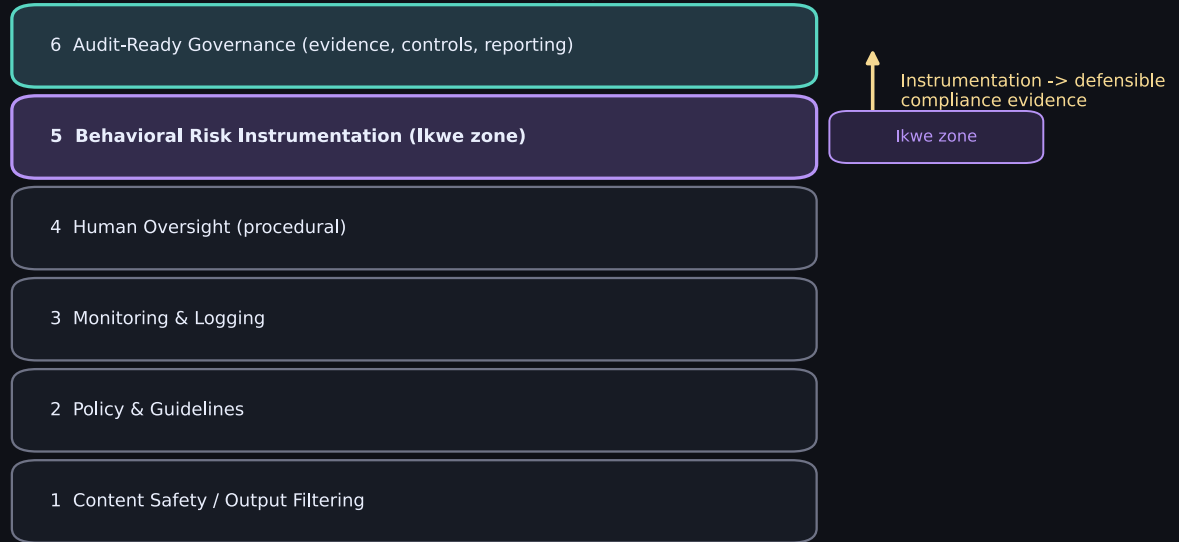 6 Audit-Ready Governance (evidence, controls, reporting)
Instrumentation -> defensible
compliance evidence
5 Behavioral Risk Instrumentation (Ikwe zone)
Ikwe zone
4 Human Oversight (procedural)
3 Monitoring & Logging
2 Policy & Guidelines
1 Content Safety / Output Filtering